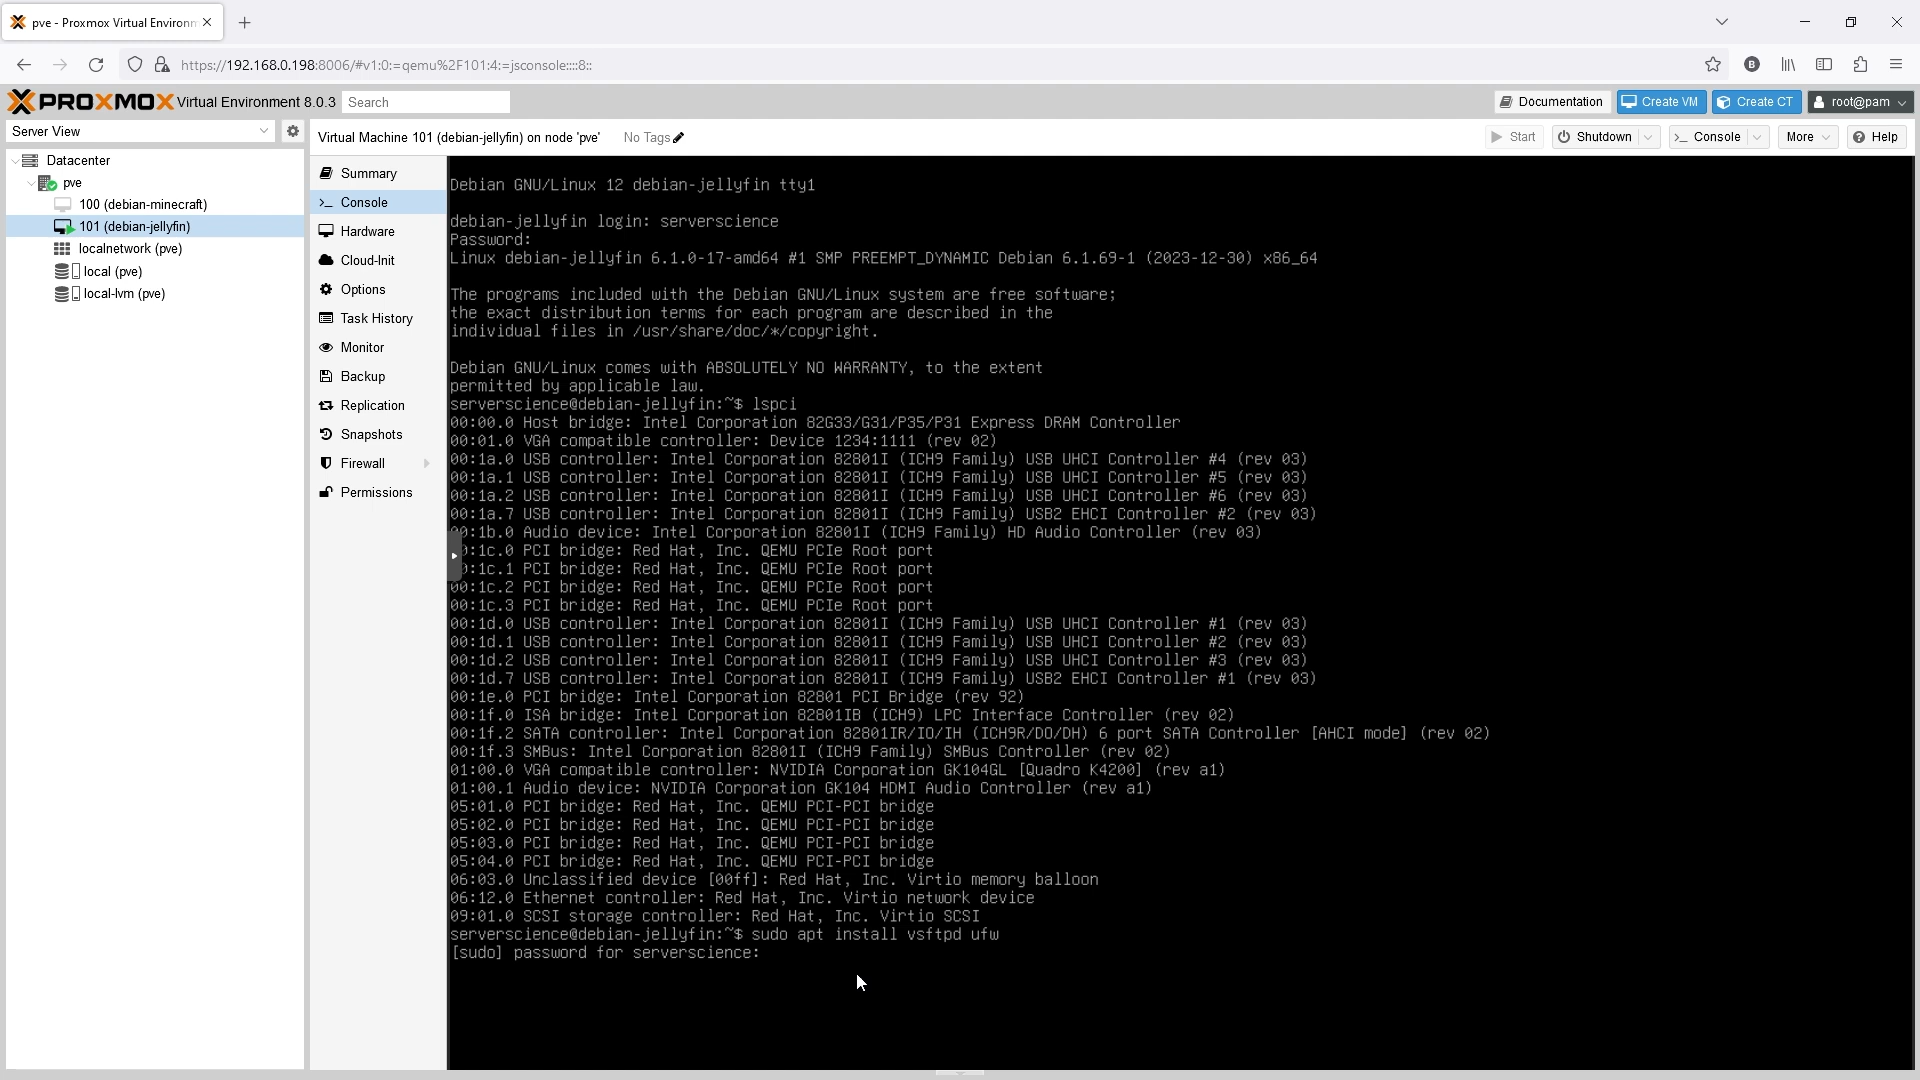 pve - Proxmox Virtual Environm
https://192.168.0.198:8006/#v1:0:=qemu%2F101:4:=jsconsole::::8::
B
PROXMOX Virtual Environment 8.0.3
Search
Documentation
Create VM
Create CT
root@pam
Server View
Virtual Machine 101 (debian-jellyfin) on node 'pve'
No Tags
Start
Shutdown
Console
More
Help
Datacenter
pve
100 (debian-minecraft)
101 (debian-jellyfin)
localnetwork (pve)
local (pve)
local-lvm (pve)
Summary
Console
Hardware
Cloud-Init
Options
Task History
Monitor
Backup
Replication
Snapshots
Firewall
Permissions
Debian GNU/Linux 12 debian-jellyfin tty1
debian-jellyfin login: serverscience
Password:
Linux debian-jellyfin 6.1.0-17-amd64 #1 SMP PREEMPT_DYNAMIC Debian 6.1.69-1 (2023-12-30) x86_64
The programs included with the Debian GNU/Linux system are free software;
the exact distribution terms for each program are described in the
individual files in /usr/share/doc/*/copyright.
Debian GNU/Linux comes with ABSOLUTELY NO WARRANTY, to the extent
permitted by applicable law.
serverscience@debian-jellyfin:~$ lspci
00:00.0 Host bridge: Intel Corporation 82G33/G31/P35/P31 Express DRAM Controller
00:01.0 VGA compatible controller: Device 1234:1111 (rev 02)
00:1a.0 USB controller: Intel Corporation 82801I (ICH9 Family) USB UHCI Controller #4 (rev 03)
00:1a.1 USB controller: Intel Corporation 82801I (ICH9 Family) USB UHCI Controller #5 (rev 03)
00:1a.2 USB controller: Intel Corporation 82801I (ICH9 Family) USB UHCI Controller #6 (rev 03)
00:1a.7 USB controller: Intel Corporation 82801I (ICH9 Family) USB2 EHCI Controller #2 (rev 03)
00:1b.0 Audio device: Intel Corporation 82801I (ICH9 Family) HD Audio Controller (rev 03)
:1c.0 PCI bridge: Red Hat, Inc. QEMU PCIe Root port
:1c.1 PCI bridge: Red Hat, Inc. QEMU PCIe Root port
00:1c.2 PCI bridge: Red Hat, Inc. QEMU PCIe Root port
00:1c.3 PCI bridge: Red Hat, Inc. QEMU PCIe Root port
00:1d.0 USB controller: Intel Corporation 82801I (ICH9 Family) USB UHCI Controller #1 (rev 03)
00:1d.1 USB controller: Intel Corporation 82801I (ICH9 Family) USB UHCI Controller #2 (rev 03)
00:1d.2 USB controller: Intel Corporation 82801I (ICH9 Family) USB UHCI Controller #3 (rev 03)
00:1d.7 USB controller: Intel Corporation 82801I (ICH9 Family) USB2 EHCI Controller #1 (rev 03)
00:1e.0 PCI bridge: Intel Corporation 82801 PCI Bridge (rev 92)
00:1f.0 ISA bridge: Intel Corporation 82801IB (ICH9) LPC Interface Controller (rev 02)
00:1f.2 SATA controller: Intel Corporation 82801IR/IO/IH (ICH9R/DO/DH) 6 port SATA Controller [AHCI mode] (rev 02)
00:1f.3 SMBus: Intel Corporation 82801I (ICH9 Family) SMBus Controller (rev 02)
01:00.0 VGA compatible controller: NVIDIA Corporation GK104GL [Quadro K4200] (rev a1)
01:00.1 Audio device: NVIDIA Corporation GK104 HDMI Audio Controller (rev a1)
05:01.0 PCI bridge: Red Hat, Inc. QEMU PCI-PCI bridge
05:02.0 PCI bridge: Red Hat, Inc. QEMU PCI-PCI bridge
05:03.0 PCI bridge: Red Hat, Inc. QEMU PCI-PCI bridge
05:04.0 PCI bridge: Red Hat, Inc. QEMU PCI-PCI bridge
06:03.0 Unclassified device [00ff]: Red Hat, Inc. Virtio memory balloon
06:12.0 Ethernet controller: Red Hat, Inc. Virtio network device
09:01.0 SCSI storage controller: Red Hat, Inc. Virtio SCSI
serverscience@debian-jellyfin:~$ sudo apt install vsftpd ufw
[sudo] password for serverscience: